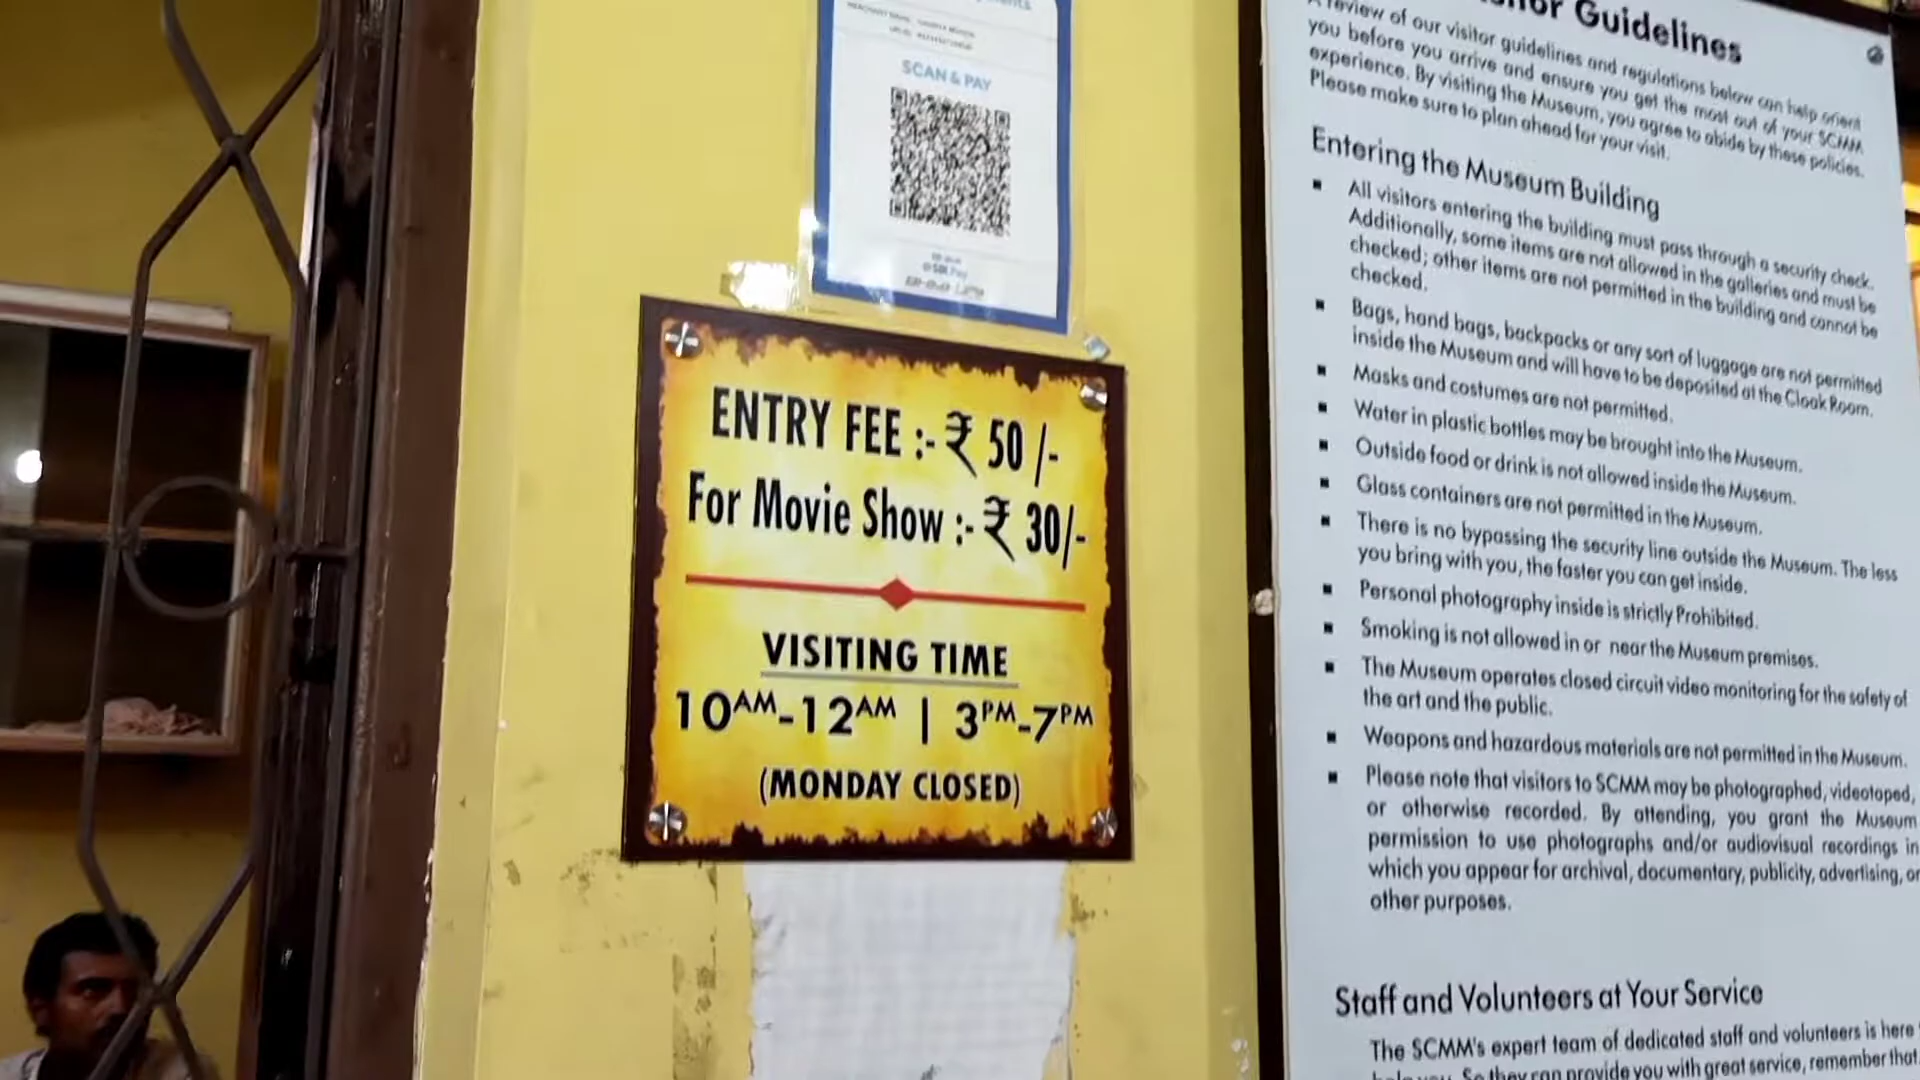 SCAN & PAY
ENTRY FEE :- ₹ 50 /-
For Movie Show :- ₹ 30/-
VISITING TIME
10AM-12AM | 3PM-7PM
(MONDAY CLOSED)
Guidelines
A review of our visitor guidelines and regulations below can help orient
you before you arrive and ensure you get the most out of your SCMM
experience. By visiting the Museum, you agree to abide by these policies.
Please make sure to plan ahead for your visit.
Entering the Museum Building
▪ All visitors entering the building must pass through a security check.
Additionally, some items are not allowed in the galleries and must be
checked; other items are not permitted in the building and cannot be
checked.
▪ Bags, hand bags, backpacks or any sort of luggage are not permitted
inside the Museum and will have to be deposited at the Cloak Room.
▪ Masks and costumes are not permitted.
▪ Water in plastic bottles may be brought into the Museum.
▪ Outside food or drink is not allowed inside the Museum.
▪ Glass containers are not permitted in the Museum.
▪ There is no bypassing the security line outside the Museum. The less
you bring with you, the faster you can get inside.
▪ Personal photography inside is strictly Prohibited.
▪ Smoking is not allowed in or near the Museum premises.
▪ The Museum operates closed circuit video monitoring for the safety of
the art and the public.
▪ Weapons and hazardous materials are not permitted in the Museum.
▪ Please note that visitors to SCMM may be photographed, videotaped,
or otherwise recorded. By attending, you grant the Museum
permission to use photographs and/or audiovisual recordings in
which you appear for archival, documentary, publicity, advertising, or
other purposes.
Staff and Volunteers at Your Service
The SCMM's expert team of dedicated staff and volunteers is here
help you. So they can provide you with great service, remember that